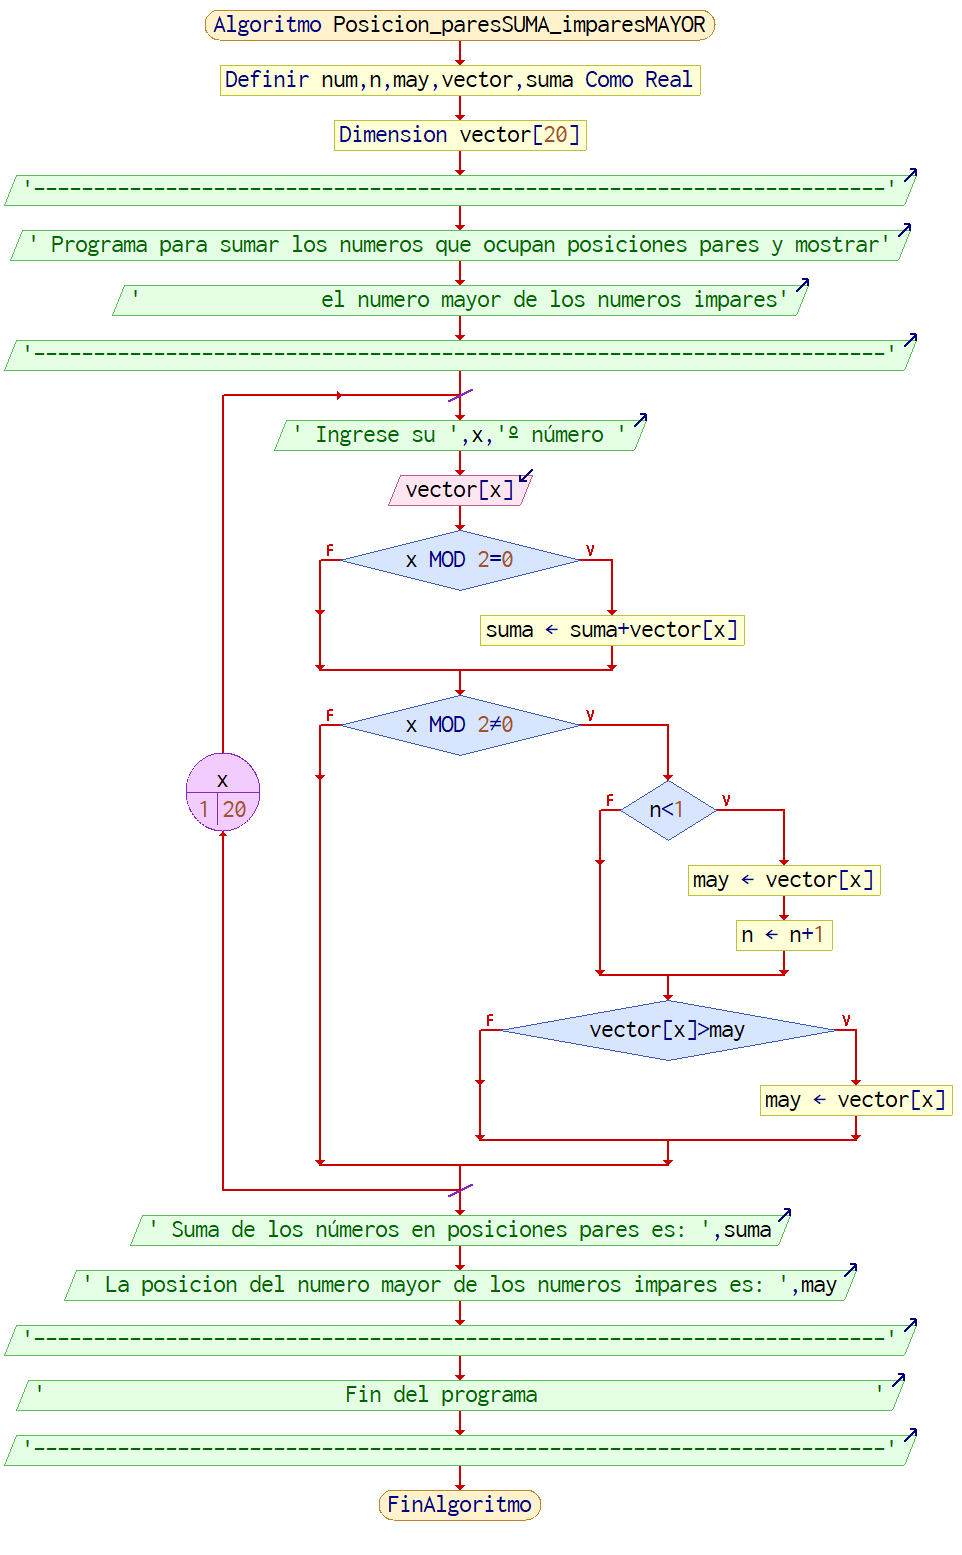 Algoritmo Posicion_paresSUMA_imparesMAYOR
Definir num,n,may,vector,suma Como Real
Dimension vector[20]
'-----------------------------------------------------------------------'
' Programa para sumar los numeros que ocupan posiciones pares y mostrar'
'               el numero mayor de los numeros impares'
'-----------------------------------------------------------------------'
' Ingrese su ',x,'º número '
vector[x]
F
V
x MOD 2=0
suma ← suma+vector[x]
F
V
x MOD 2≠0
x
1
20
F
V
n<1
may ← vector[x]
n ← n+1
F
V
vector[x]>may
may ← vector[x]
' Suma de los números en posiciones pares es: ',suma
' La posicion del numero mayor de los numeros impares es: ',may
'-----------------------------------------------------------------------'
'                         Fin del programa                            '
'-----------------------------------------------------------------------'
FinAlgoritmo